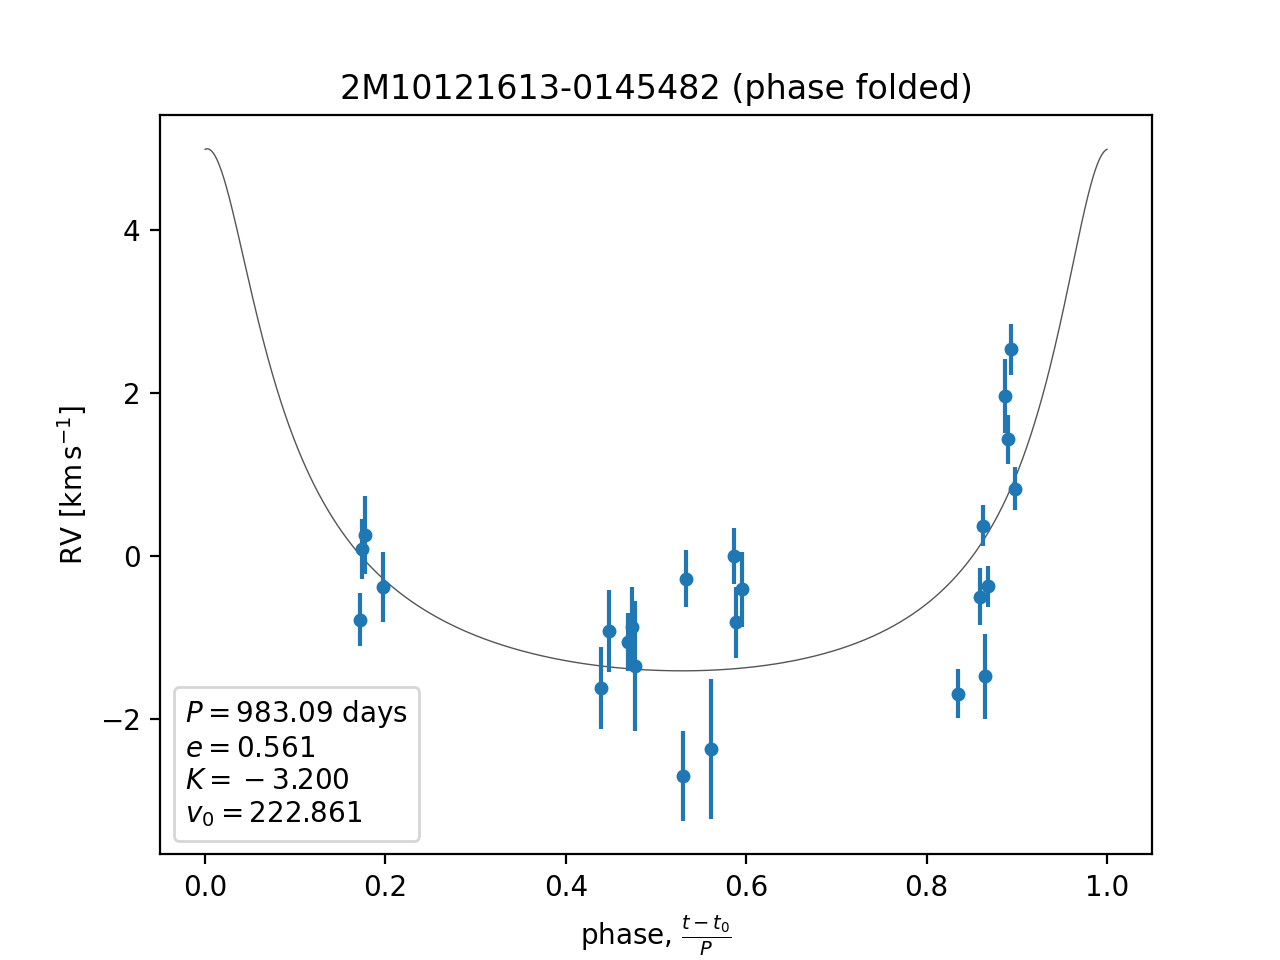 2M10121613-0145482 (phase folded)
RV [km s⁻¹]
4
2
0
−2
P = 983.09 days
e = 0.561
K = −3.200
v₀ = 222.861
0.0 0.2 0.4 0.6 0.8 1.0
phase, (t − t₀)/P